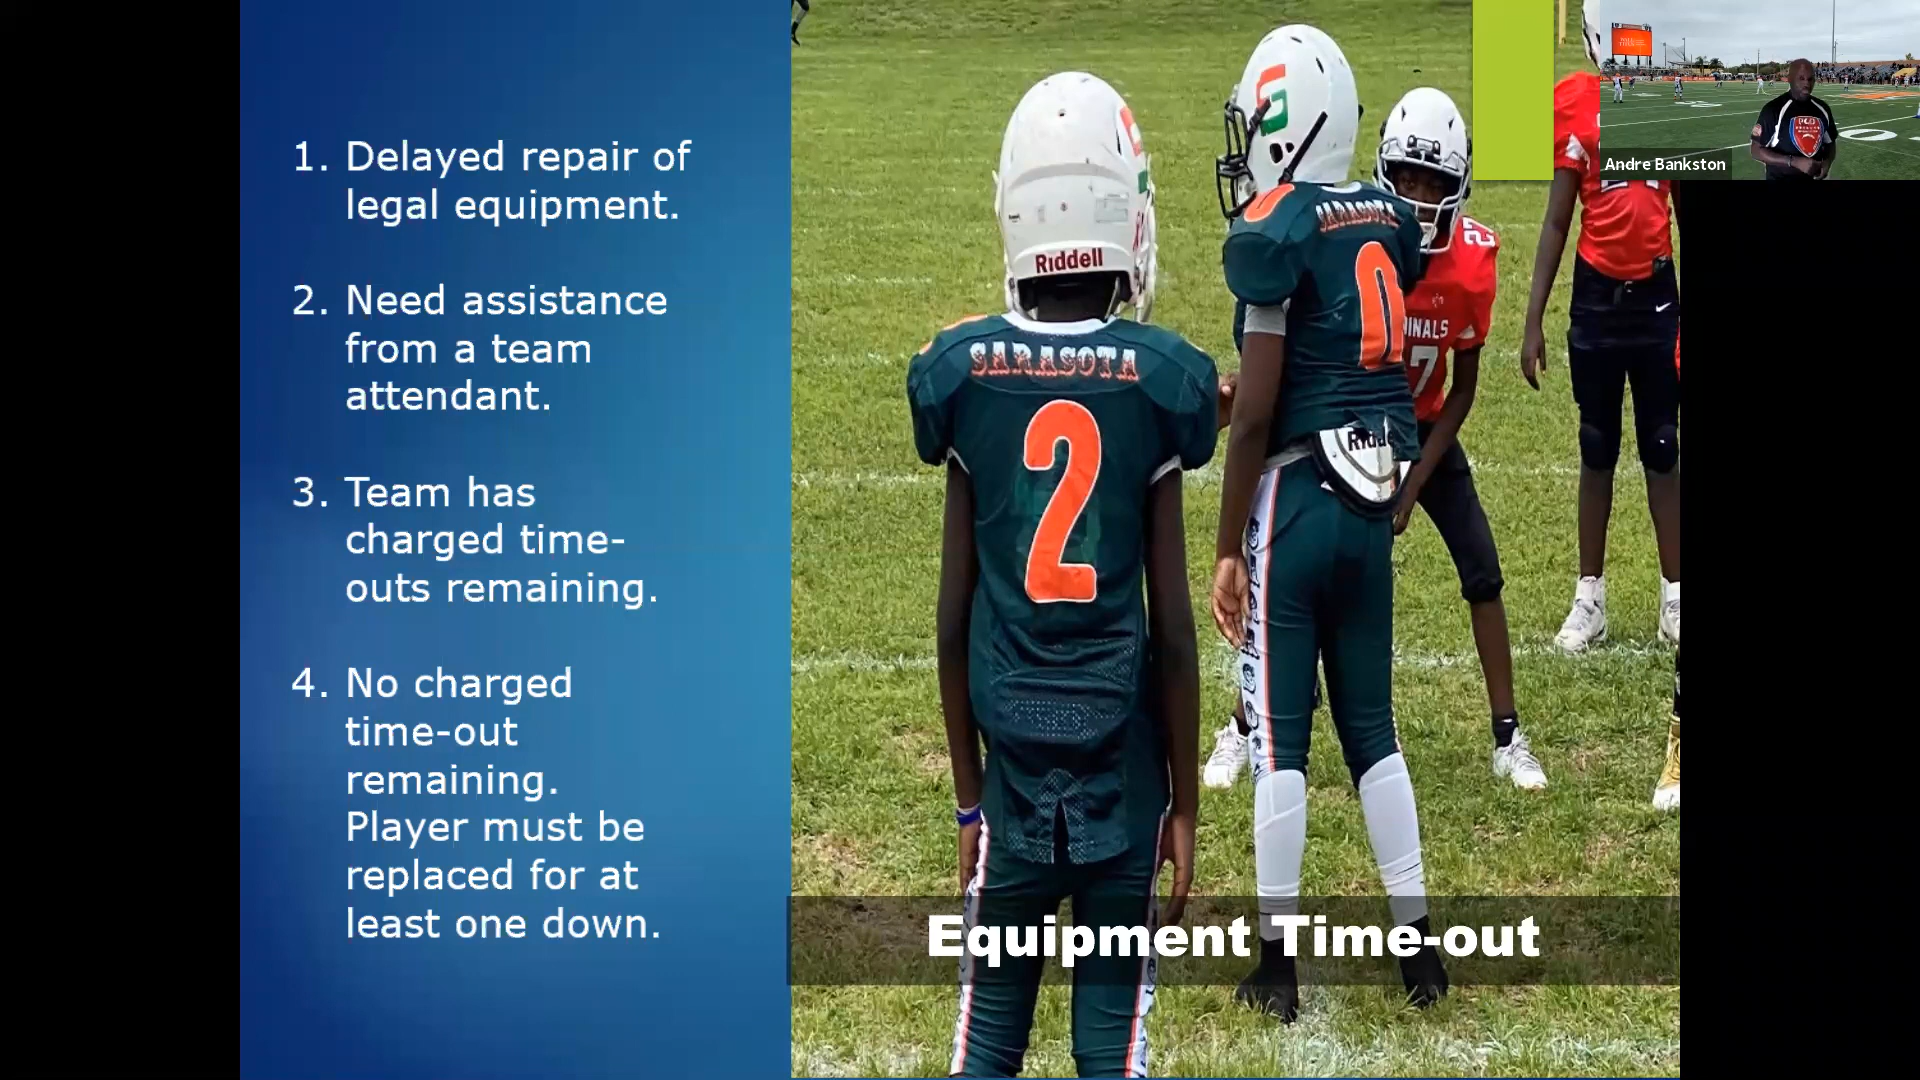 1. Delayed repair of
legal equipment.
2. Need assistance
from a team
attendant.
3. Team has
charged time-
outs remaining.
4. No charged
time-out
remaining.
Player must be
replaced for at
least one down.
Riddell
SARASOTA
2
SARASOTA
0
27
7
Equipment Time-out
Andre Bankston